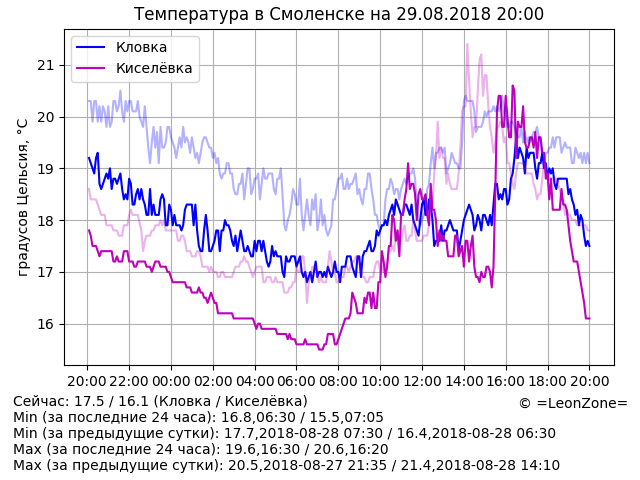 Температура в Смоленске на 29.08.2018 20:00
Кловка
Киселёвка
градусов Цельсия, °C
21
20
19
18
17
16
20:00 22:00 00:00 02:00 04:00 06:00 08:00 10:00 12:00 14:00 16:00 18:00 20:00
Сейчас: 17.5 / 16.1 (Кловка / Киселёвка)
© =LeonZone=
Min (за последние 24 часа): 16.8,06:30 / 15.5,07:05
Min (за предыдущие сутки): 17.7,2018-08-28 07:30 / 16.4,2018-08-28 06:30
Max (за последние 24 часа): 19.6,16:30 / 20.6,16:20
Max (за предыдущие сутки): 20.5,2018-08-27 21:35 / 21.4,2018-08-28 14:10